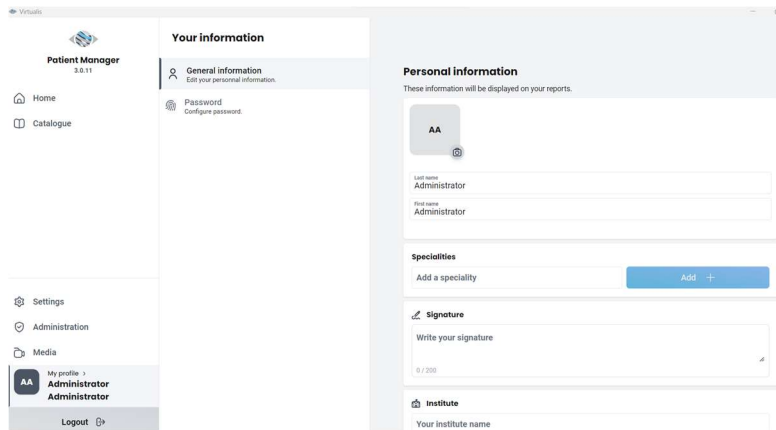 Virtualis
Patient Manager
3.0.11
Home
Catalogue
Settings
Administration
Media
AA
My profile >
Administrator
Administrator
Logout
Your information
General information
Edit your personnal information.
Password
Configure password.
Personal information
These information will be displayed on your reports.
AA
Last name
Administrator
First name
Administrator
Specialities
Add a speciality
Add +
Signature
Write your signature
0 / 200
Institute
Your institute name